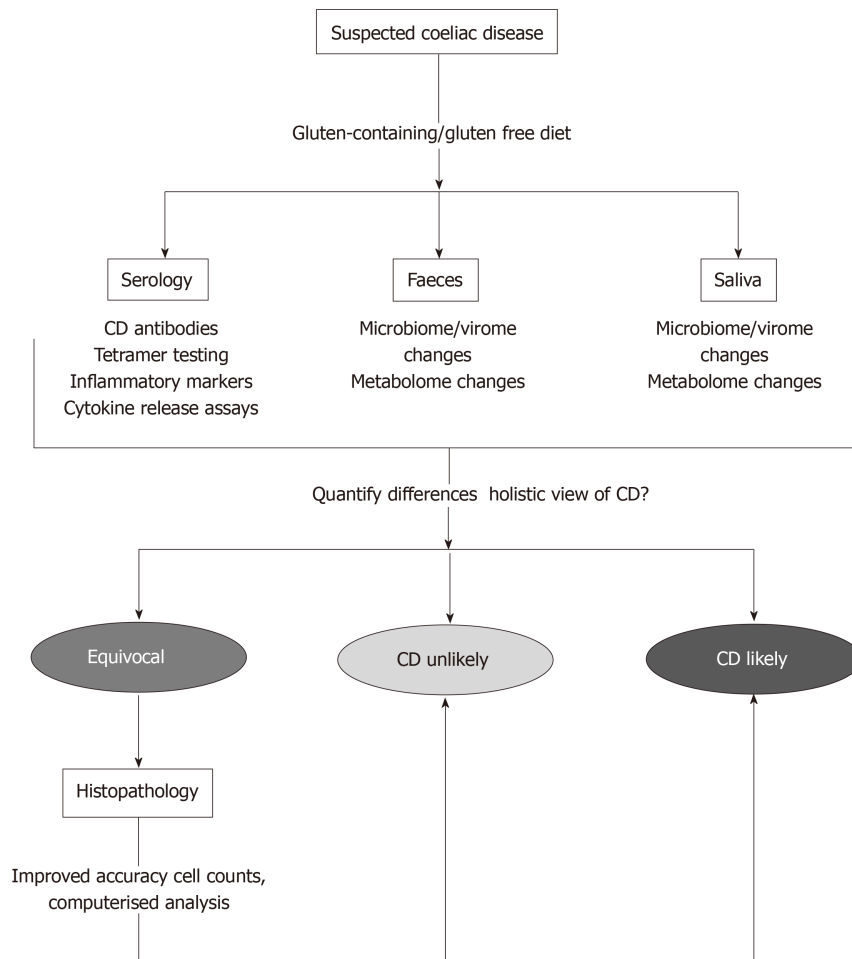 Suspected coeliac disease
Gluten-containing/gluten free diet
Serology
CD antibodies
Tetramer testing
Inflammatory markers
Cytokine release assays
Faeces
Microbiome/virome
changes
Metabolome changes
Saliva
Microbiome/virome
changes
Metabolome changes
Quantify differences holistic view of CD?
Equivocal
CD unlikely
CD likely
Histopathology
Improved accuracy cell counts,
computerised analysis